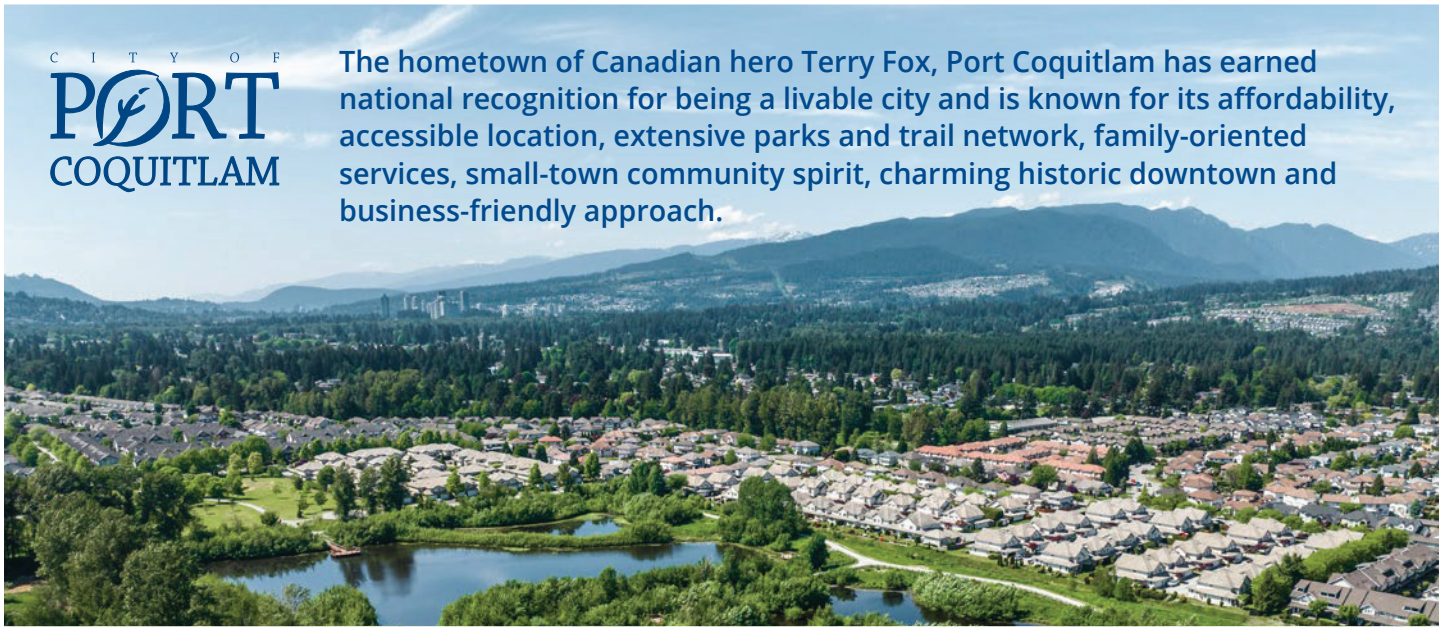 CITY OF
PORT
COQUITLAM
The hometown of Canadian hero Terry Fox, Port Coquitlam has earned
national recognition for being a livable city and is known for its affordability,
accessible location, extensive parks and trail network, family-oriented
services, small-town community spirit, charming historic downtown and
business-friendly approach.